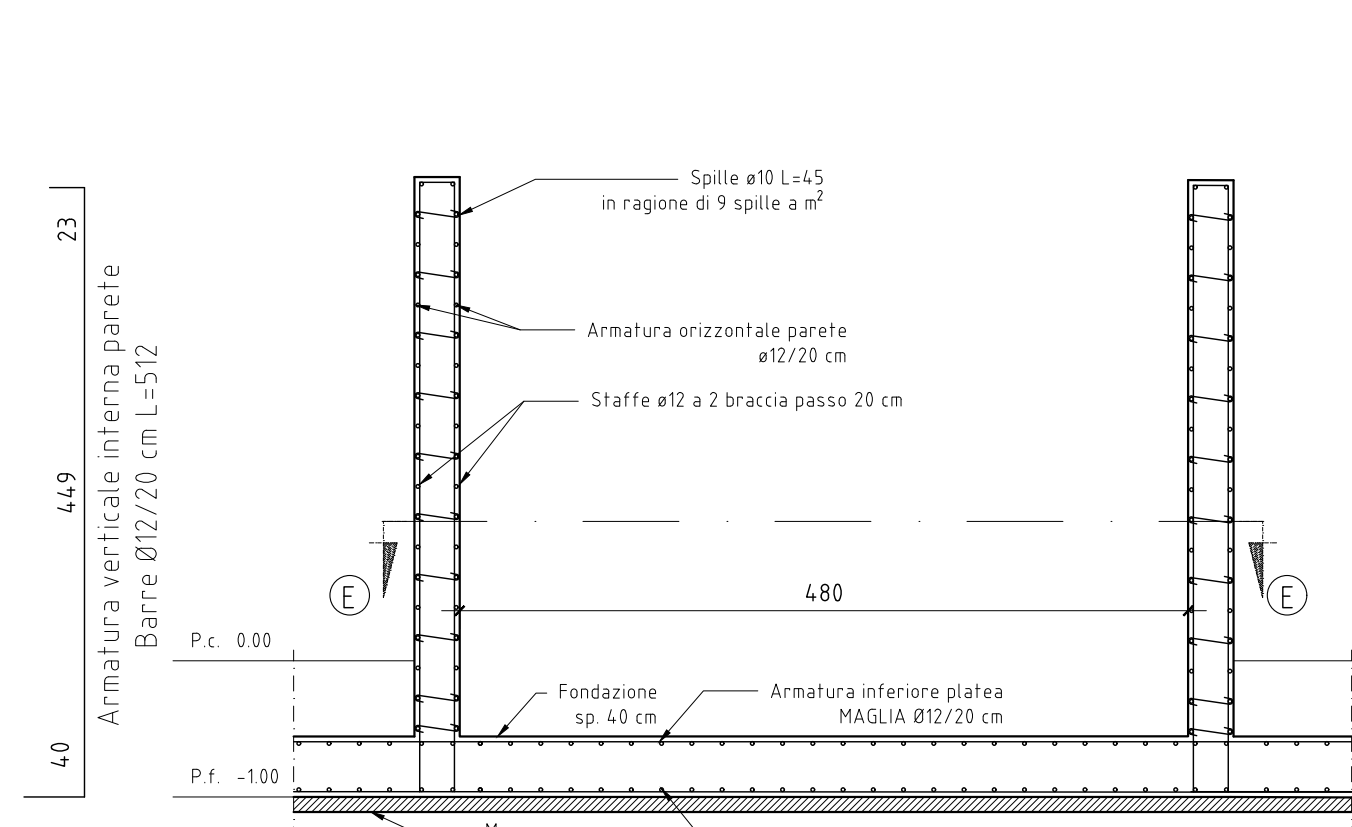 Spille ø10 L=45
in ragione di 9 spille a m²
23
Armatura orizzontale parete
ø12/20 cm
Staffe ø12 a 2 braccia passo 20 cm
449
Armatura verticale interna parete
Barre Ø12/20 cm L=512
E
480
E
P.c. 0.00
Fondazione
sp. 40 cm
Armatura inferiore platea
MAGLIA Ø12/20 cm
40
P.f. -1.00